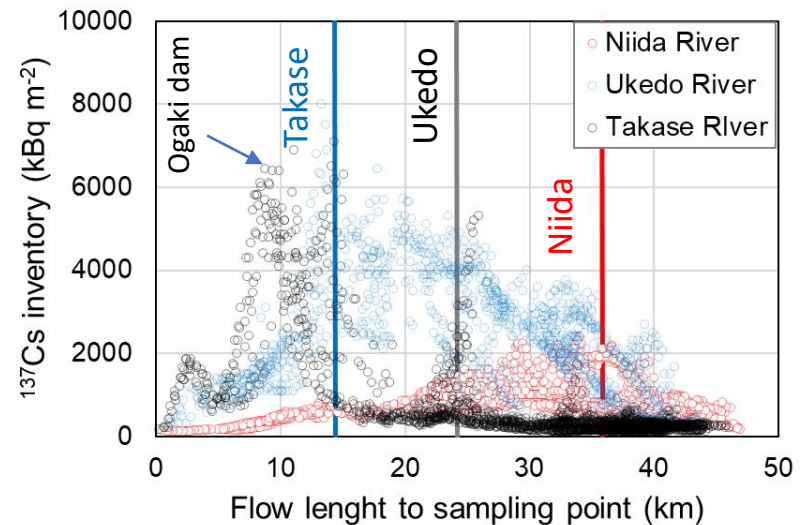 10000
8000
6000
4000
2000
0
¹³⁷Cs inventory (kBq m⁻²)
Ogaki dam
Takase
Ukedo
Niida
Niida River
Ukedo River
Takase RIver
0 10 20 30 40 50
Flow lenght to sampling point (km)